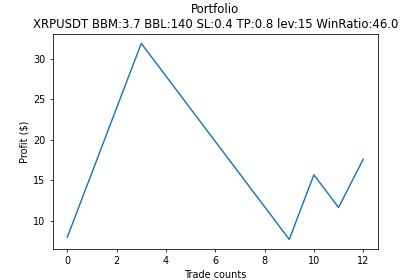 Portfolio
XRPUSDT BBM:3.7 BBL:140 SL:0.4 TP:0.8 lev:15 WinRatio:46.0
Profit ($)
30
25
20
15
10
0 2 4 6 8 10 12
Trade counts